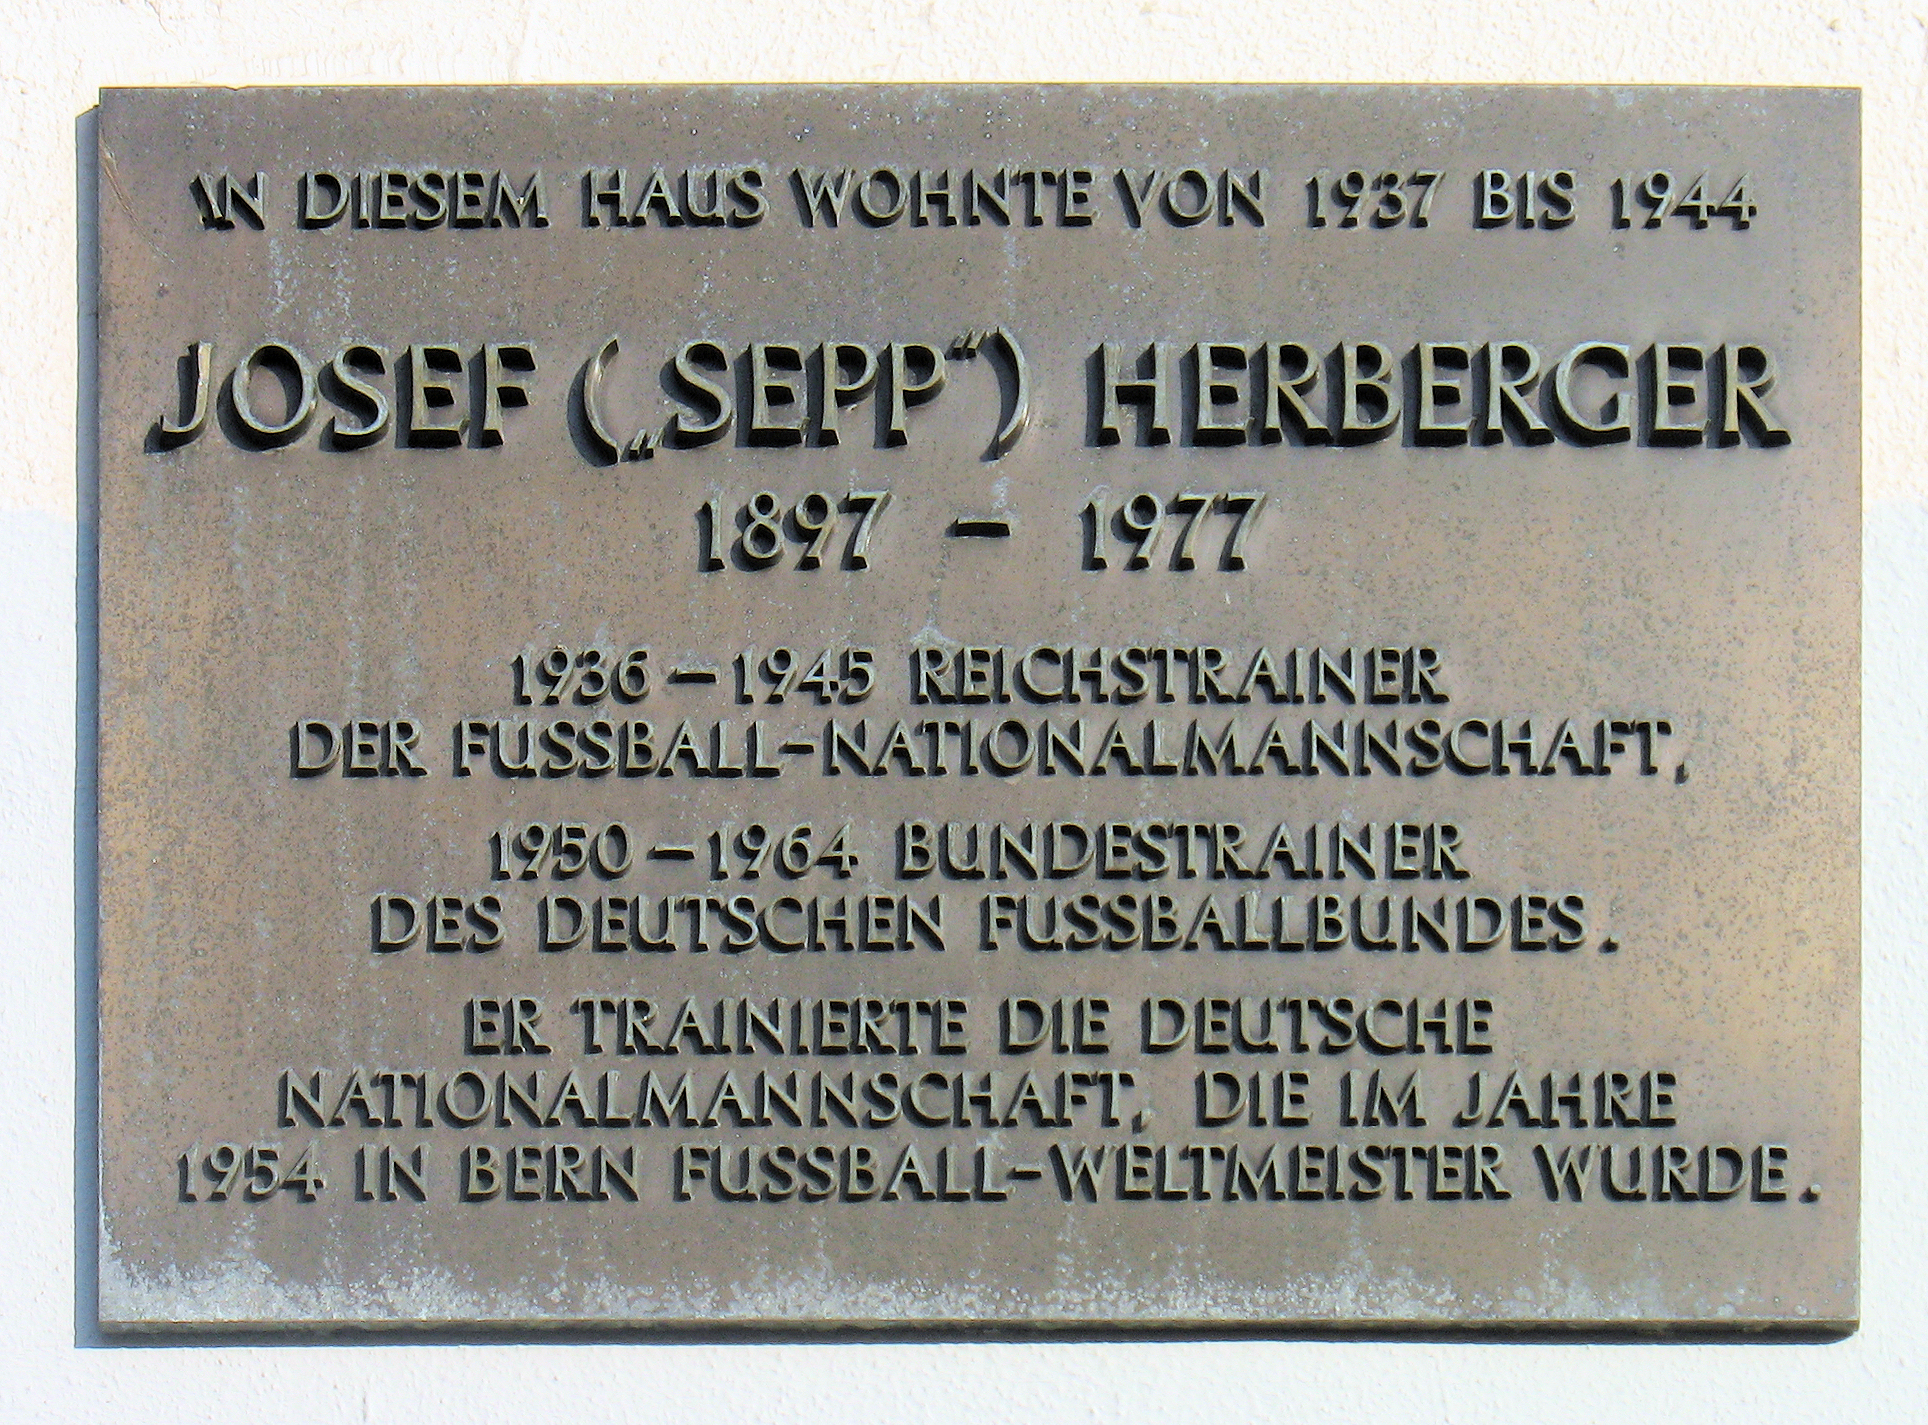 IN DIESEM HAUS WOHNTE VON 1937 BIS 1944
JOSEF („SEPP“) HERBERGER
1897 – 1977
1936 – 1945 REICHSTRAINER
DER FUSSBALL-NATIONALMANNSCHAFT,
1950 – 1964 BUNDESTRAINER
DES DEUTSCHEN FUSSBALLBUNDES.
ER TRAINIERTE DIE DEUTSCHE
NATIONALMANNSCHAFT, DIE IM JAHRE
1954 IN BERN FUSSBALL-WELTMEISTER WURDE.